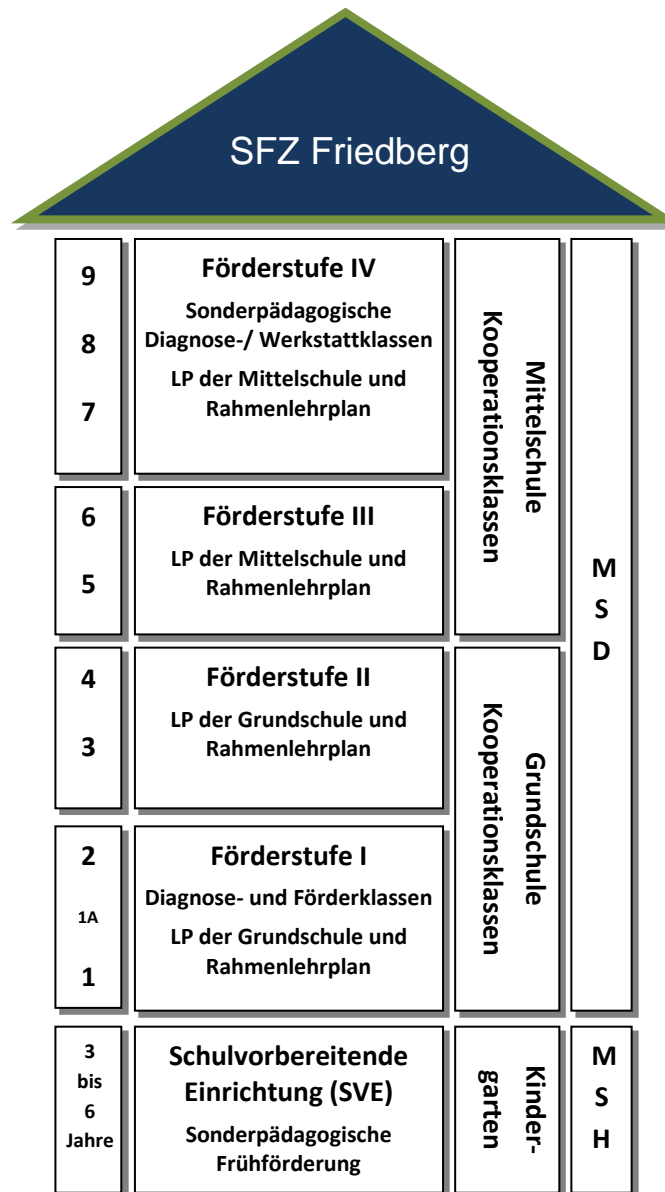 SFZ Friedberg
9
8
7
Förderstufe IV
Sonderpädagogische
Diagnose-/ Werkstattklassen
LP der Mittelschule und
Rahmenlehrplan
Mittelschule
Kooperationsklassen
6
5
Förderstufe III
LP der Mittelschule und
Rahmenlehrplan
M
S
D
4
3
Förderstufe II
LP der Grundschule und
Rahmenlehrplan
Grundschule
Kooperationsklassen
2
1A
1
Förderstufe I
Diagnose- und Förderklassen
LP der Grundschule und
Rahmenlehrplan
3
bis
6
Jahre
Schulvorbereitende
Einrichtung (SVE)
Sonderpädagogische
Frühförderung
Kinder-
garten
M
S
H